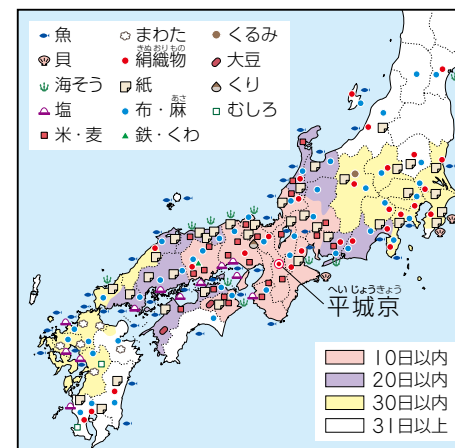 魚 まわた くるみ
貝 絹織物 大豆
きぬおりもの
海そう 紙 くり
塩 布・麻 むしろ
あさ
米・麦 鉄・くわ
へいじょうきょう
平城京
10日以内
20日以内
30日以内
31日以上